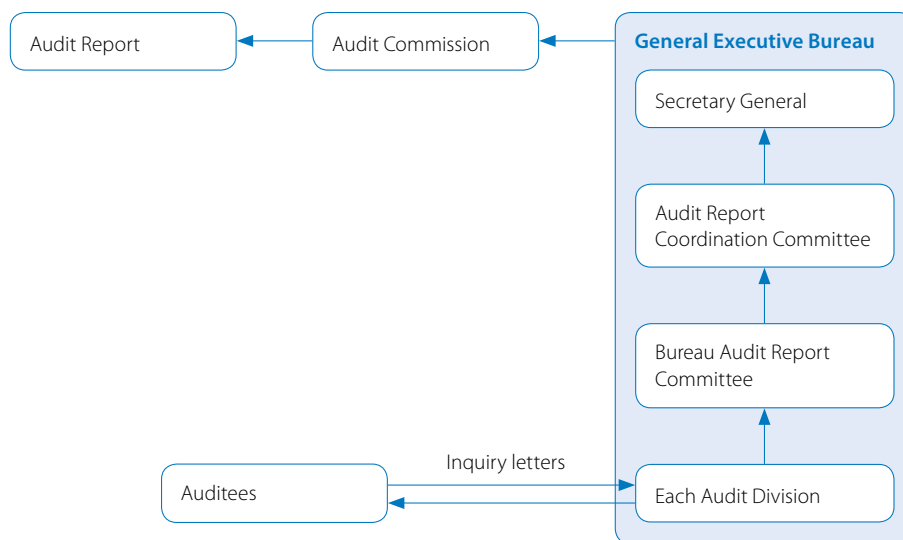 Audit Report
Audit Commission
General Executive Bureau
Secretary General
Audit Report
Coordination Committee
Bureau Audit Report
Committee
Inquiry letters
Auditees
Each Audit Division